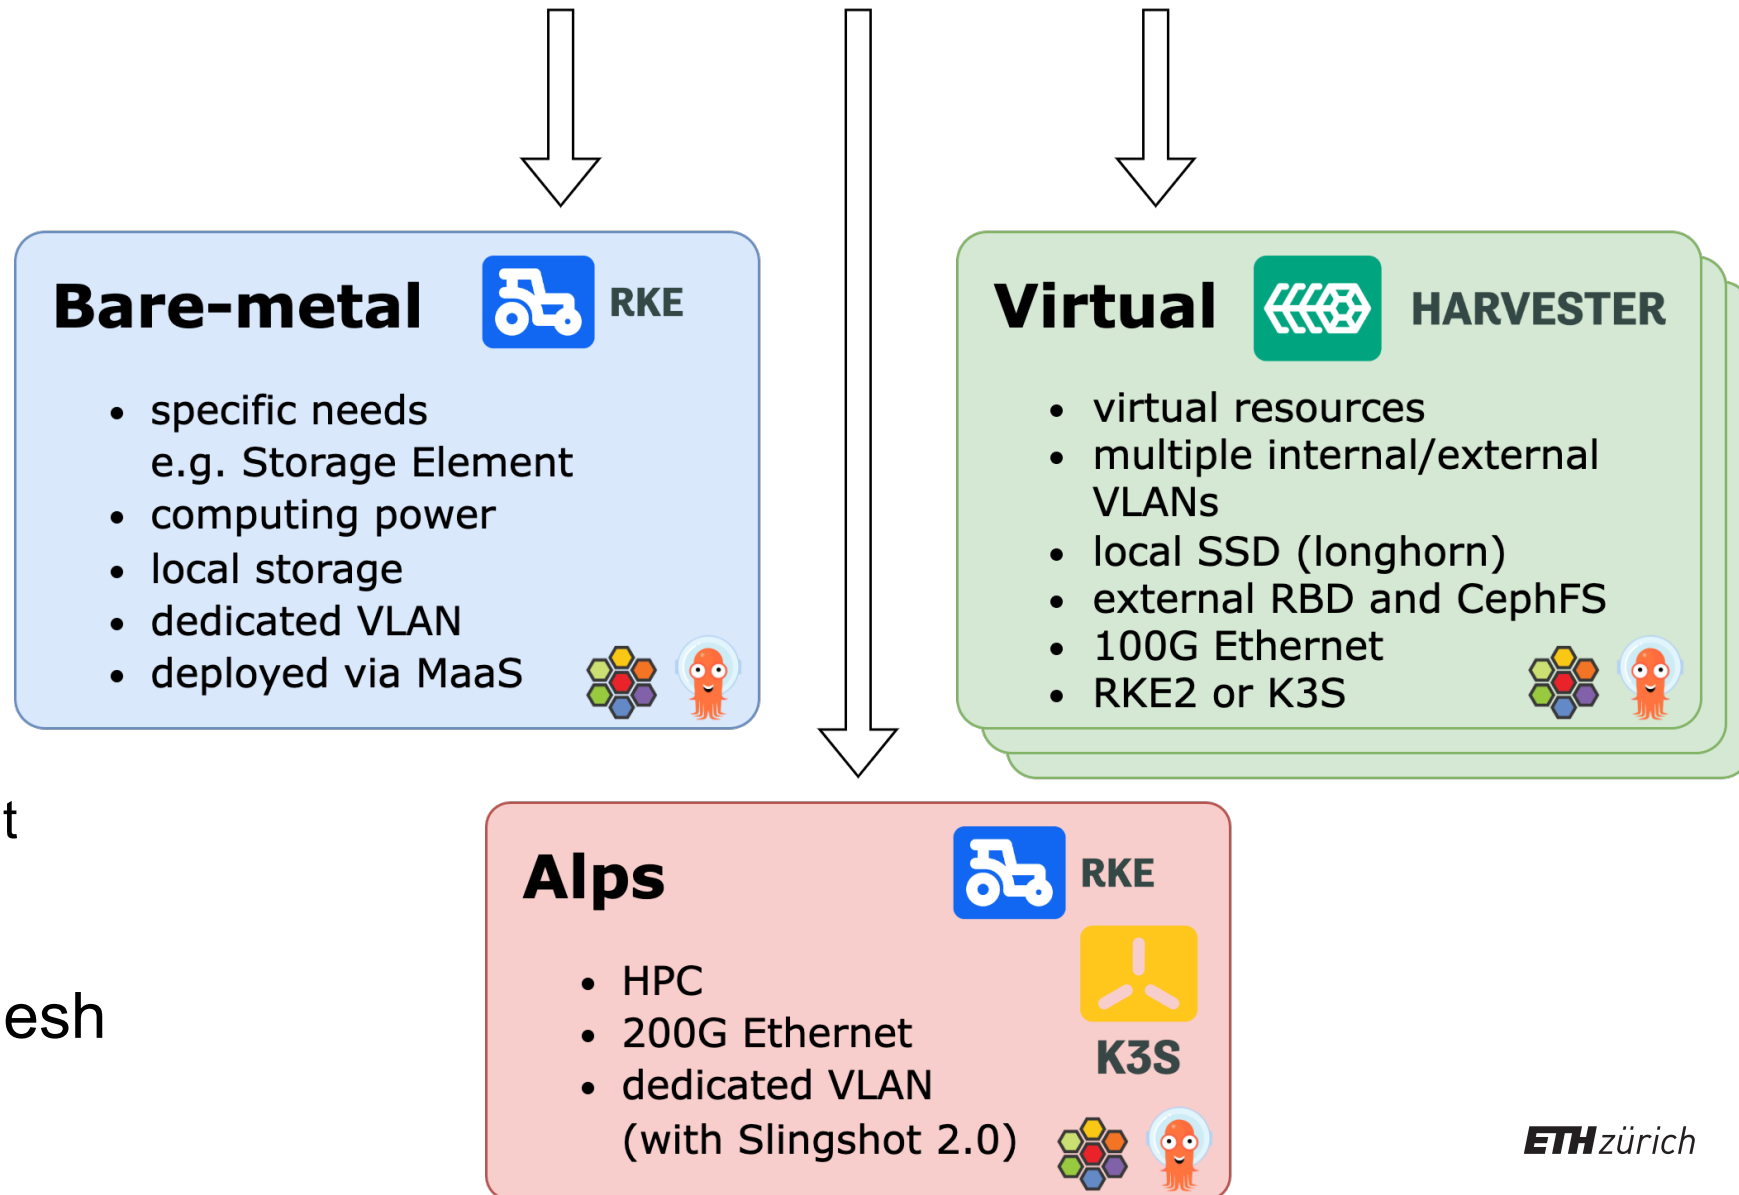 Bare-metal
RKE
• specific needs
e.g. Storage Element
• computing power
• local storage
• dedicated VLAN
• deployed via MaaS
Virtual
HARVESTER
• virtual resources
• multiple internal/external
VLANs
• local SSD (longhorn)
• external RBD and CephFS
• 100G Ethernet
• RKE2 or K3S
t
esh
Alps
RKE
K3S
• HPC
• 200G Ethernet
• dedicated VLAN
(with Slingshot 2.0)
ETH zürich